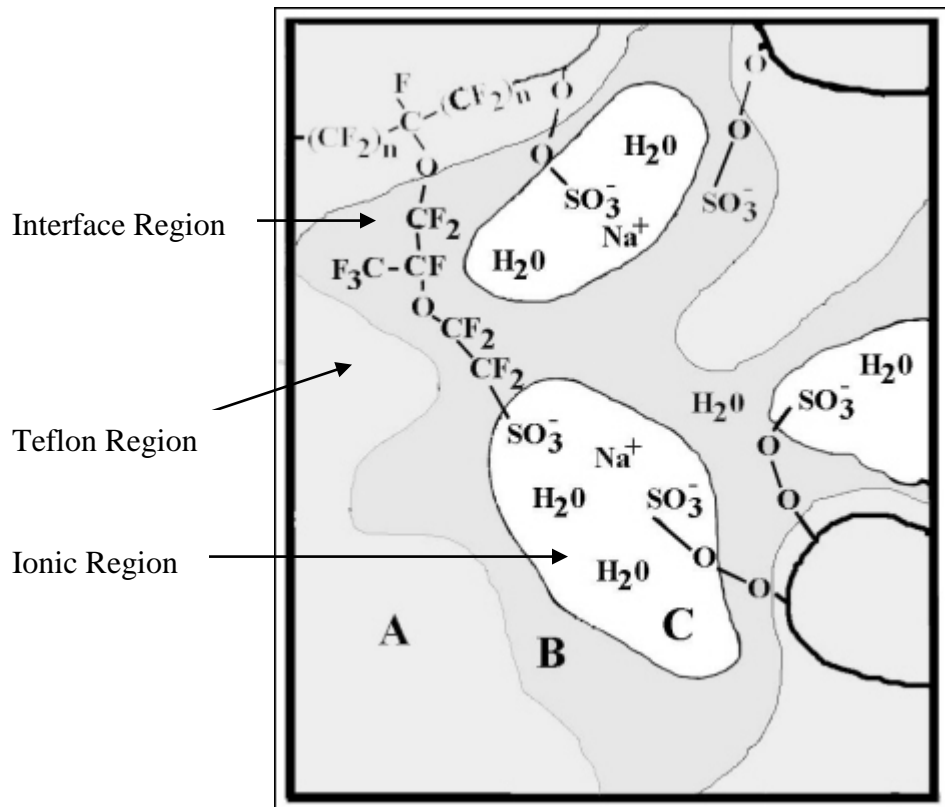 F
(CF₂)ₙ
O
O
(CF₂)ₙ
C
O
O
H₂0
O
O
SO₃⁻
SO₃⁻
Interface Region
CF₂
Na⁺
H₂0
F₃C-CF
O
CF₂
H₂0
CF₂
H₂0
SO₃⁻
Teflon Region
SO₃⁻
Na⁺
O
H₂0
SO₃⁻
O
Ionic Region
H₂0
O
O
A
B
C